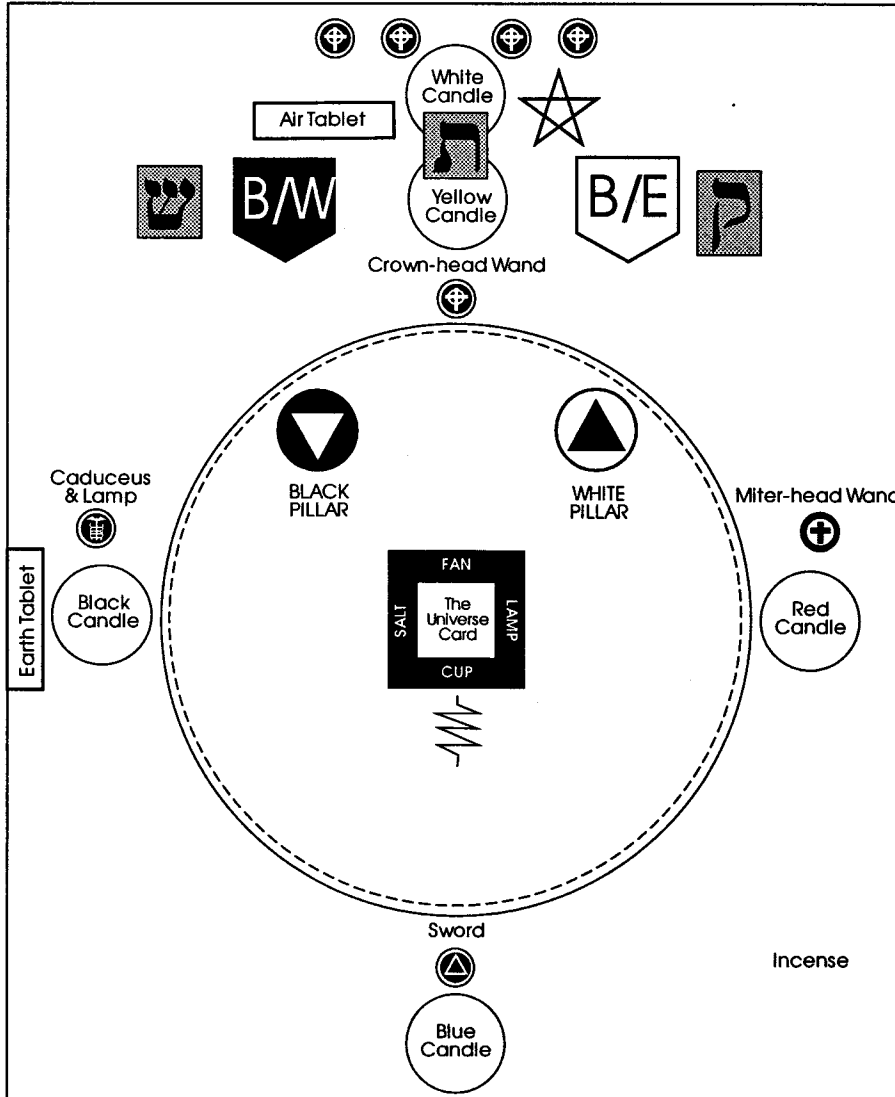 White
Candle
Air Tablet
ת
ש
B/W
Yellow
Candle
B/E
ק
Crown-head Wand
Caduceus
& Lamp
BLACK
PILLAR
WHITE
PILLAR
Miter-head Wand
Earth Tablet
Black
Candle
FAN
SALT
The
Universe
Card
LAMP
CUP
Red
Candle
Sword
Incense
Blue
Candle